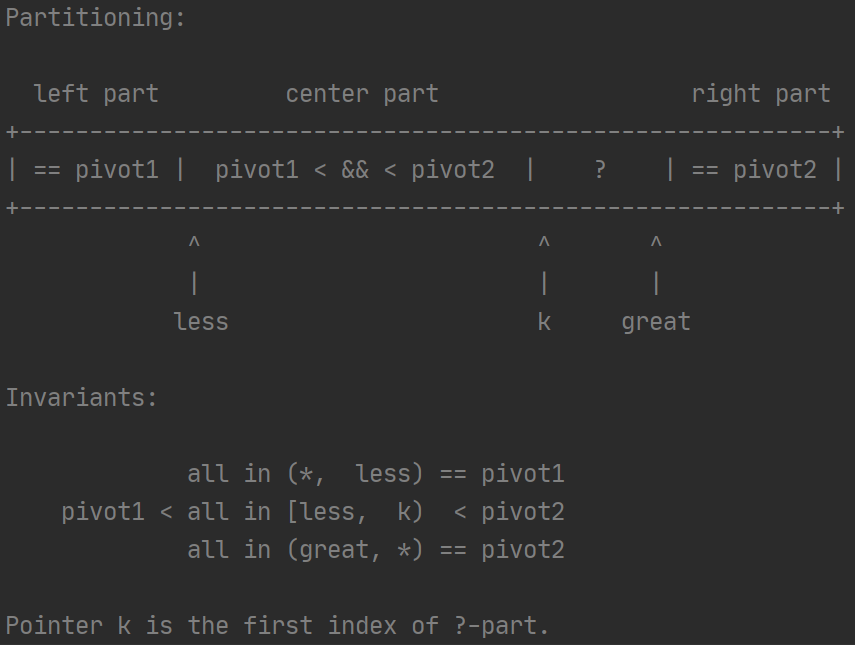 Partitioning:
  left part         center part                  right part
+----------------------------------------------------------+
| == pivot1 |  pivot1 < && < pivot2  |    ?    | == pivot2 |
+----------------------------------------------------------+
             ^                        ^       ^
             |                        |       |
            less                      k     great
Invariants:
             all in (*,  less) == pivot1
    pivot1 < all in [less,  k)  < pivot2
             all in (great, *) == pivot2
Pointer k is the first index of ?-part.